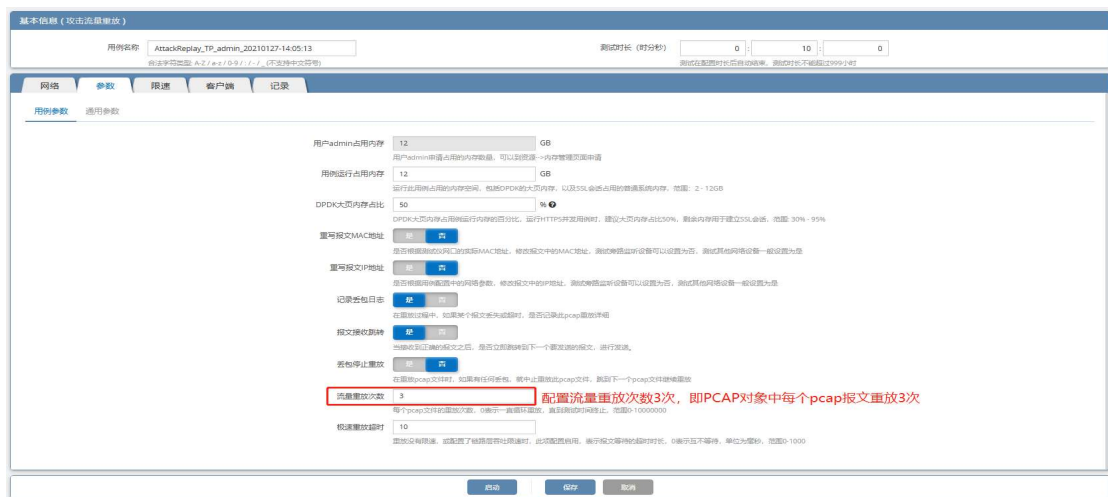 基本信息（攻击流量重放）
用例名称 AttackReplay_TP_admin_20210127-14:05:13 测试时长（时分秒） 0 : 10 : 0
合法字符类型: A-Z / a-z / 0-9 / : / - / _ (不支持中文符号) 测试在配置时长后自动结束，测试时长不能超过999小时
网络 参数 限速 客户端 记录
用例参数 通用参数
用户admin占用内存 12 GB
用户admin申请占用的内存数量，可以到资源->内存管理页面申请
用例运行占用内存 12 GB
运行此用例占用的内存空间，包括DPDK的大页内存，以及SSL会话占用的普通系统内存，范围: 2 - 12GB
DPDK大页内存占比 50 %
DPDK大页内存占用例运行内存的百分比，运行HTTPS并发用例时，建议大页内存占比50%，剩余内存用于建立SSL会话，范围: 30% - 95%
重写报文MAC地址 是 否
是否根据测试仪网口的实际MAC地址，修改报文中的MAC地址，测试旁路监听设备可以设置为否，测试其他网络设备一般设置为是
重写报文IP地址 是 否
是否根据用例配置中的网络参数，修改报文中的IP地址，测试旁路监听设备可以设置为否，测试其他网络设备一般设置为是
记录丢包日志 是 否
在重放过程中，如果某个报文丢失或超时，是否记录此pcap重放详细
报文接收跳转 是 否
当接收到正确的报文之后，是否立即跳转到下一个要发送的报文，进行发送。
丢包停止重放 是 否
在重放pcap文件时，如果有任何丢包，就中止重放此pcap文件，跳到下一个pcap文件继续重放
流量重放次数 3 配置流量重放次数3次，即PCAP对象中每个pcap报文重放3次
每个pcap文件的重放次数，0表示一直循环重放，直到测试时间终止，范围0-10000000
极速重放超时 10
重放没有限速，或配置了链路层吞吐限速时，此项配置启用，表示报文等待的超时时长，0表示互不等待，单位为毫秒，范围0-1000
启动 保存 取消